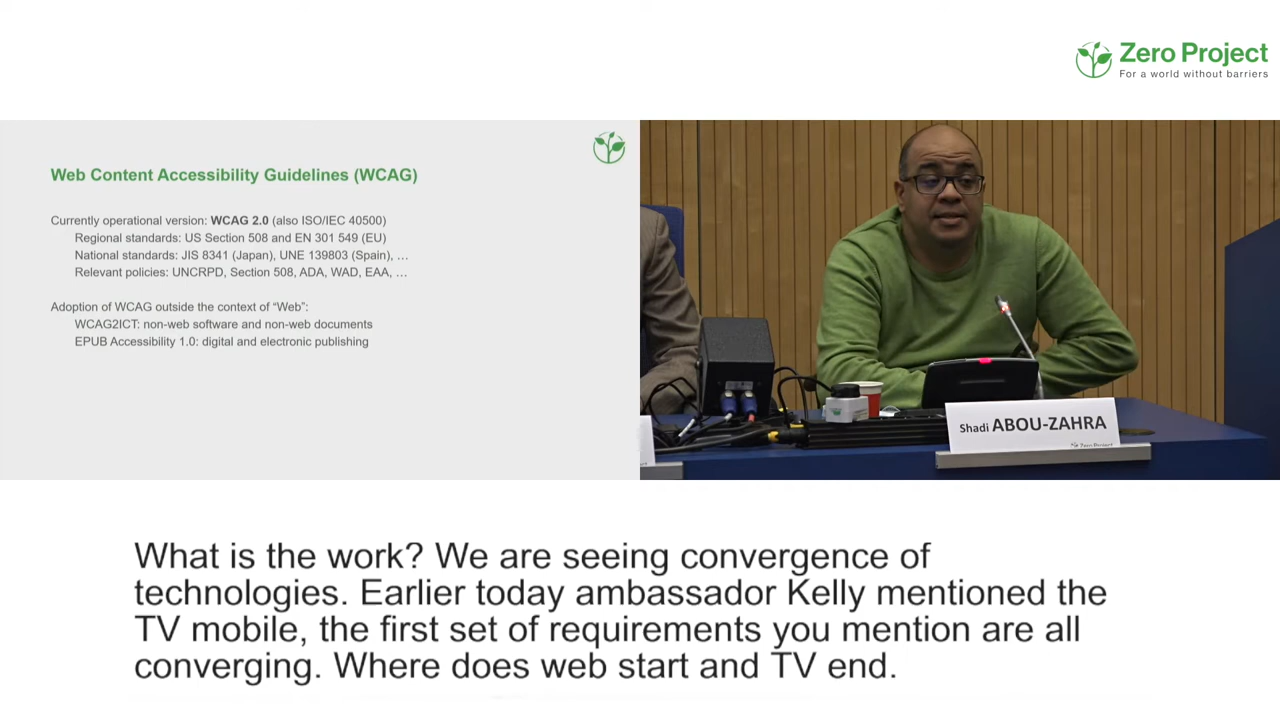 Zero Project
For a world without barriers
Web Content Accessibility Guidelines (WCAG)
Currently operational version: WCAG 2.0 (also ISO/IEC 40500)
Regional standards: US Section 508 and EN 301 549 (EU)
National standards: JIS 8341 (Japan), UNE 139803 (Spain), …
Relevant policies: UNCRPD, Section 508, ADA, WAD, EAA, …
Adoption of WCAG outside the context of “Web”:
WCAG2ICT: non-web software and non-web documents
EPUB Accessibility 1.0: digital and electronic publishing
Shadi ABOU-ZAHRA
Zero Project
What is the work? We are seeing convergence of
technologies. Earlier today ambassador Kelly mentioned the
TV mobile, the first set of requirements you mention are all
converging. Where does web start and TV end.